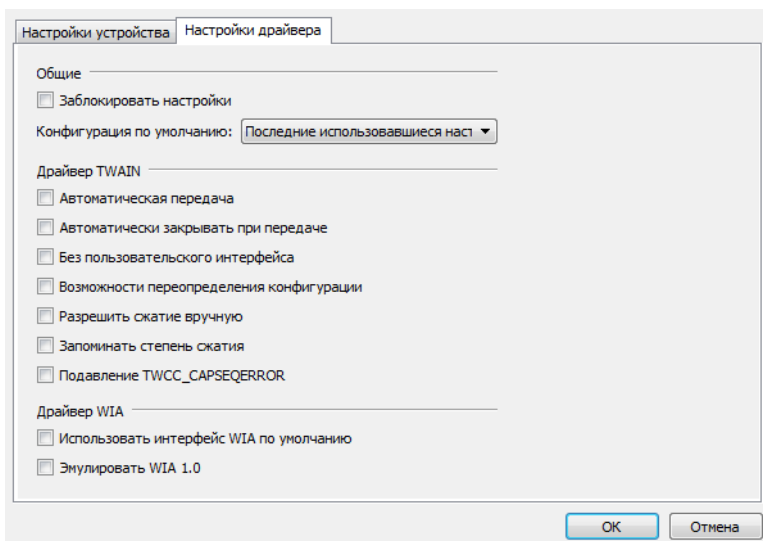 Настройки устройства Настройки драйвера
Общие
Заблокировать настройки
Конфигурация по умолчанию: Последние использовавшиеся наст
Драйвер TWAIN
Автоматическая передача
Автоматически закрывать при передаче
Без пользовательского интерфейса
Возможности переопределения конфигурации
Разрешить сжатие вручную
Запоминать степень сжатия
Подавление TWCC_CAPSEQERROR
Драйвер WIA
Использовать интерфейс WIA по умолчанию
Эмулировать WIA 1.0
ОК Отмена